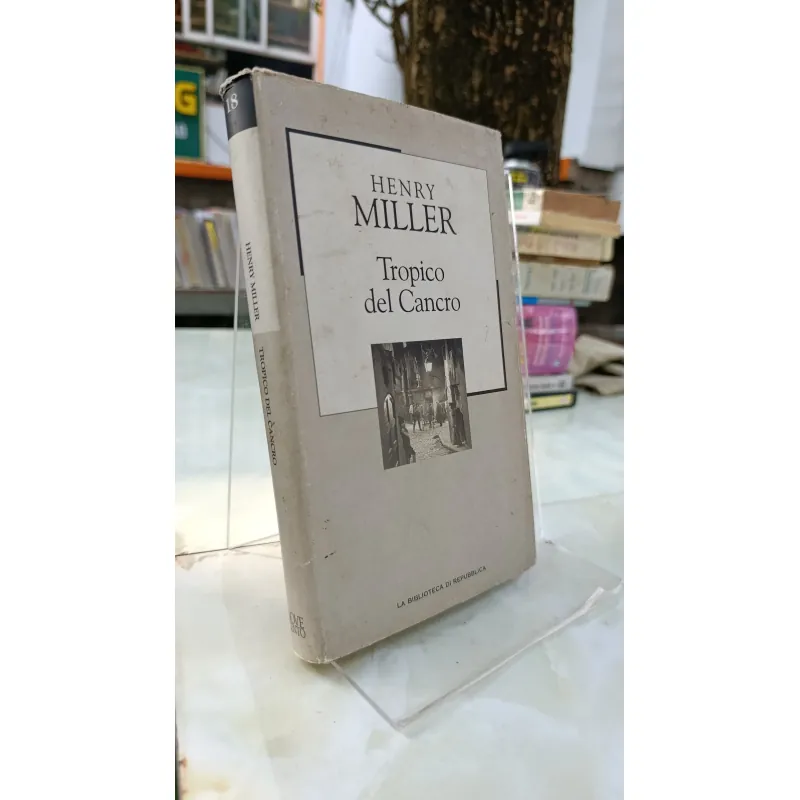 18
HENRY MILLER
TROPICO DEL CANCRO
HENRY
MILLER
Tropico
del Cancro
LA BIBLIOTECA DI REPUBBLICA
G